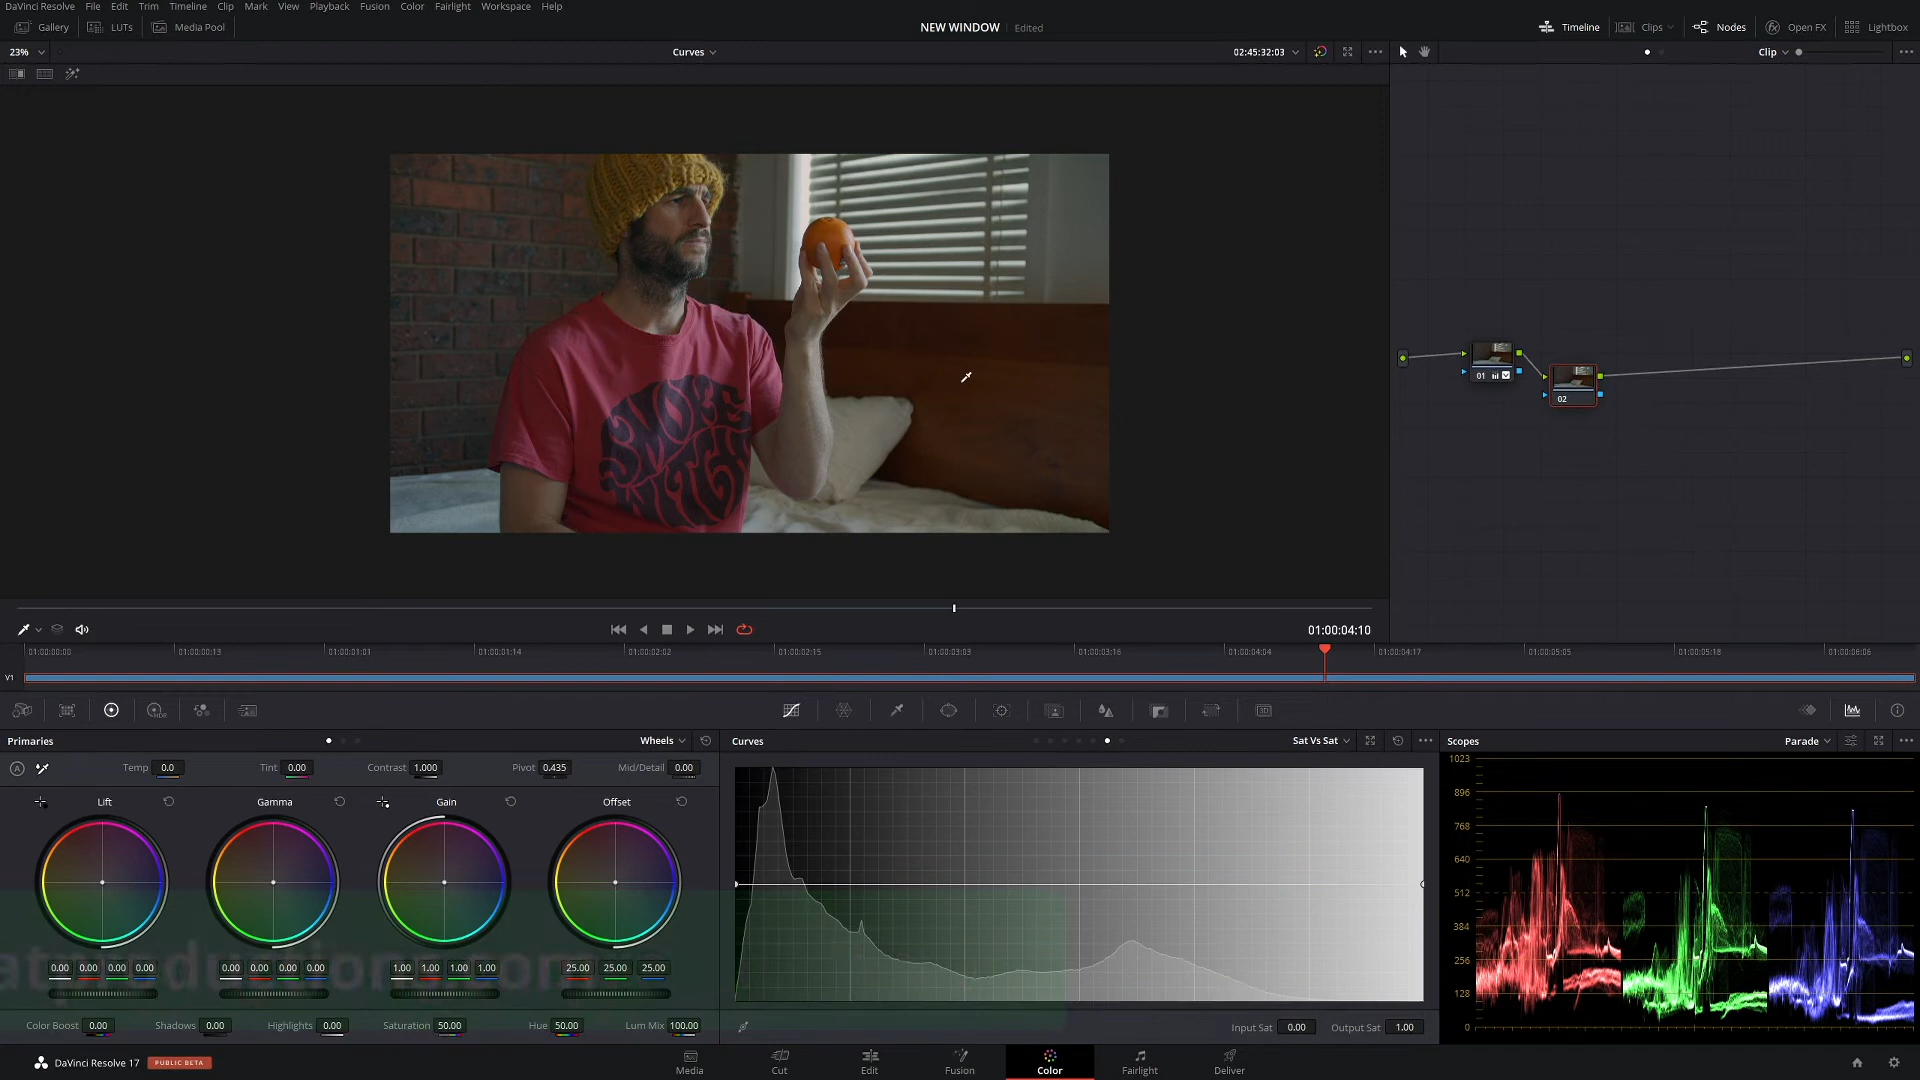 DaVinci Resolve File Edit Trim Timeline Clip Mark View Playback Fusion Color Fairlight Workspace Help
Gallery LUTs Media Pool NEW WINDOW Edited Timeline Clips Nodes Open FX Lightbox
23% Curves 02:45:32:03 Clip
SMOKE
WITCH
01
02
01:00:04:10
01:00:00:00 01:00:00:13 01:00:01:01 01:00:01:14 01:00:02:02 01:00:02:15 01:00:03:03 01:00:03:16 01:00:04:04 01:00:04:17 01:00:05:05 01:00:05:18 01:00:06:06
V1
HDR
3D
Primaries Wheels Curves Sat Vs Sat Scopes Parade
A Temp 0.0 Tint 0.00 Contrast 1.000 Pivot 0.435 Mid/Detail 0.00
Lift Gamma Gain Offset
0.00 0.00 0.00 0.00 0.00 0.00 0.00 0.00 1.00 1.00 1.00 1.00 25.00 25.00 25.00
Color Boost 0.00 Shadows 0.00 Highlights 0.00 Saturation 50.00 Hue 50.00 Lum Mix 100.00
Input Sat 0.00 Output Sat 1.00
1023
896
768
640
512
384
256
128
0
DaVinci Resolve 17 PUBLIC BETA
Media Cut Edit Fusion Color Fairlight Deliver